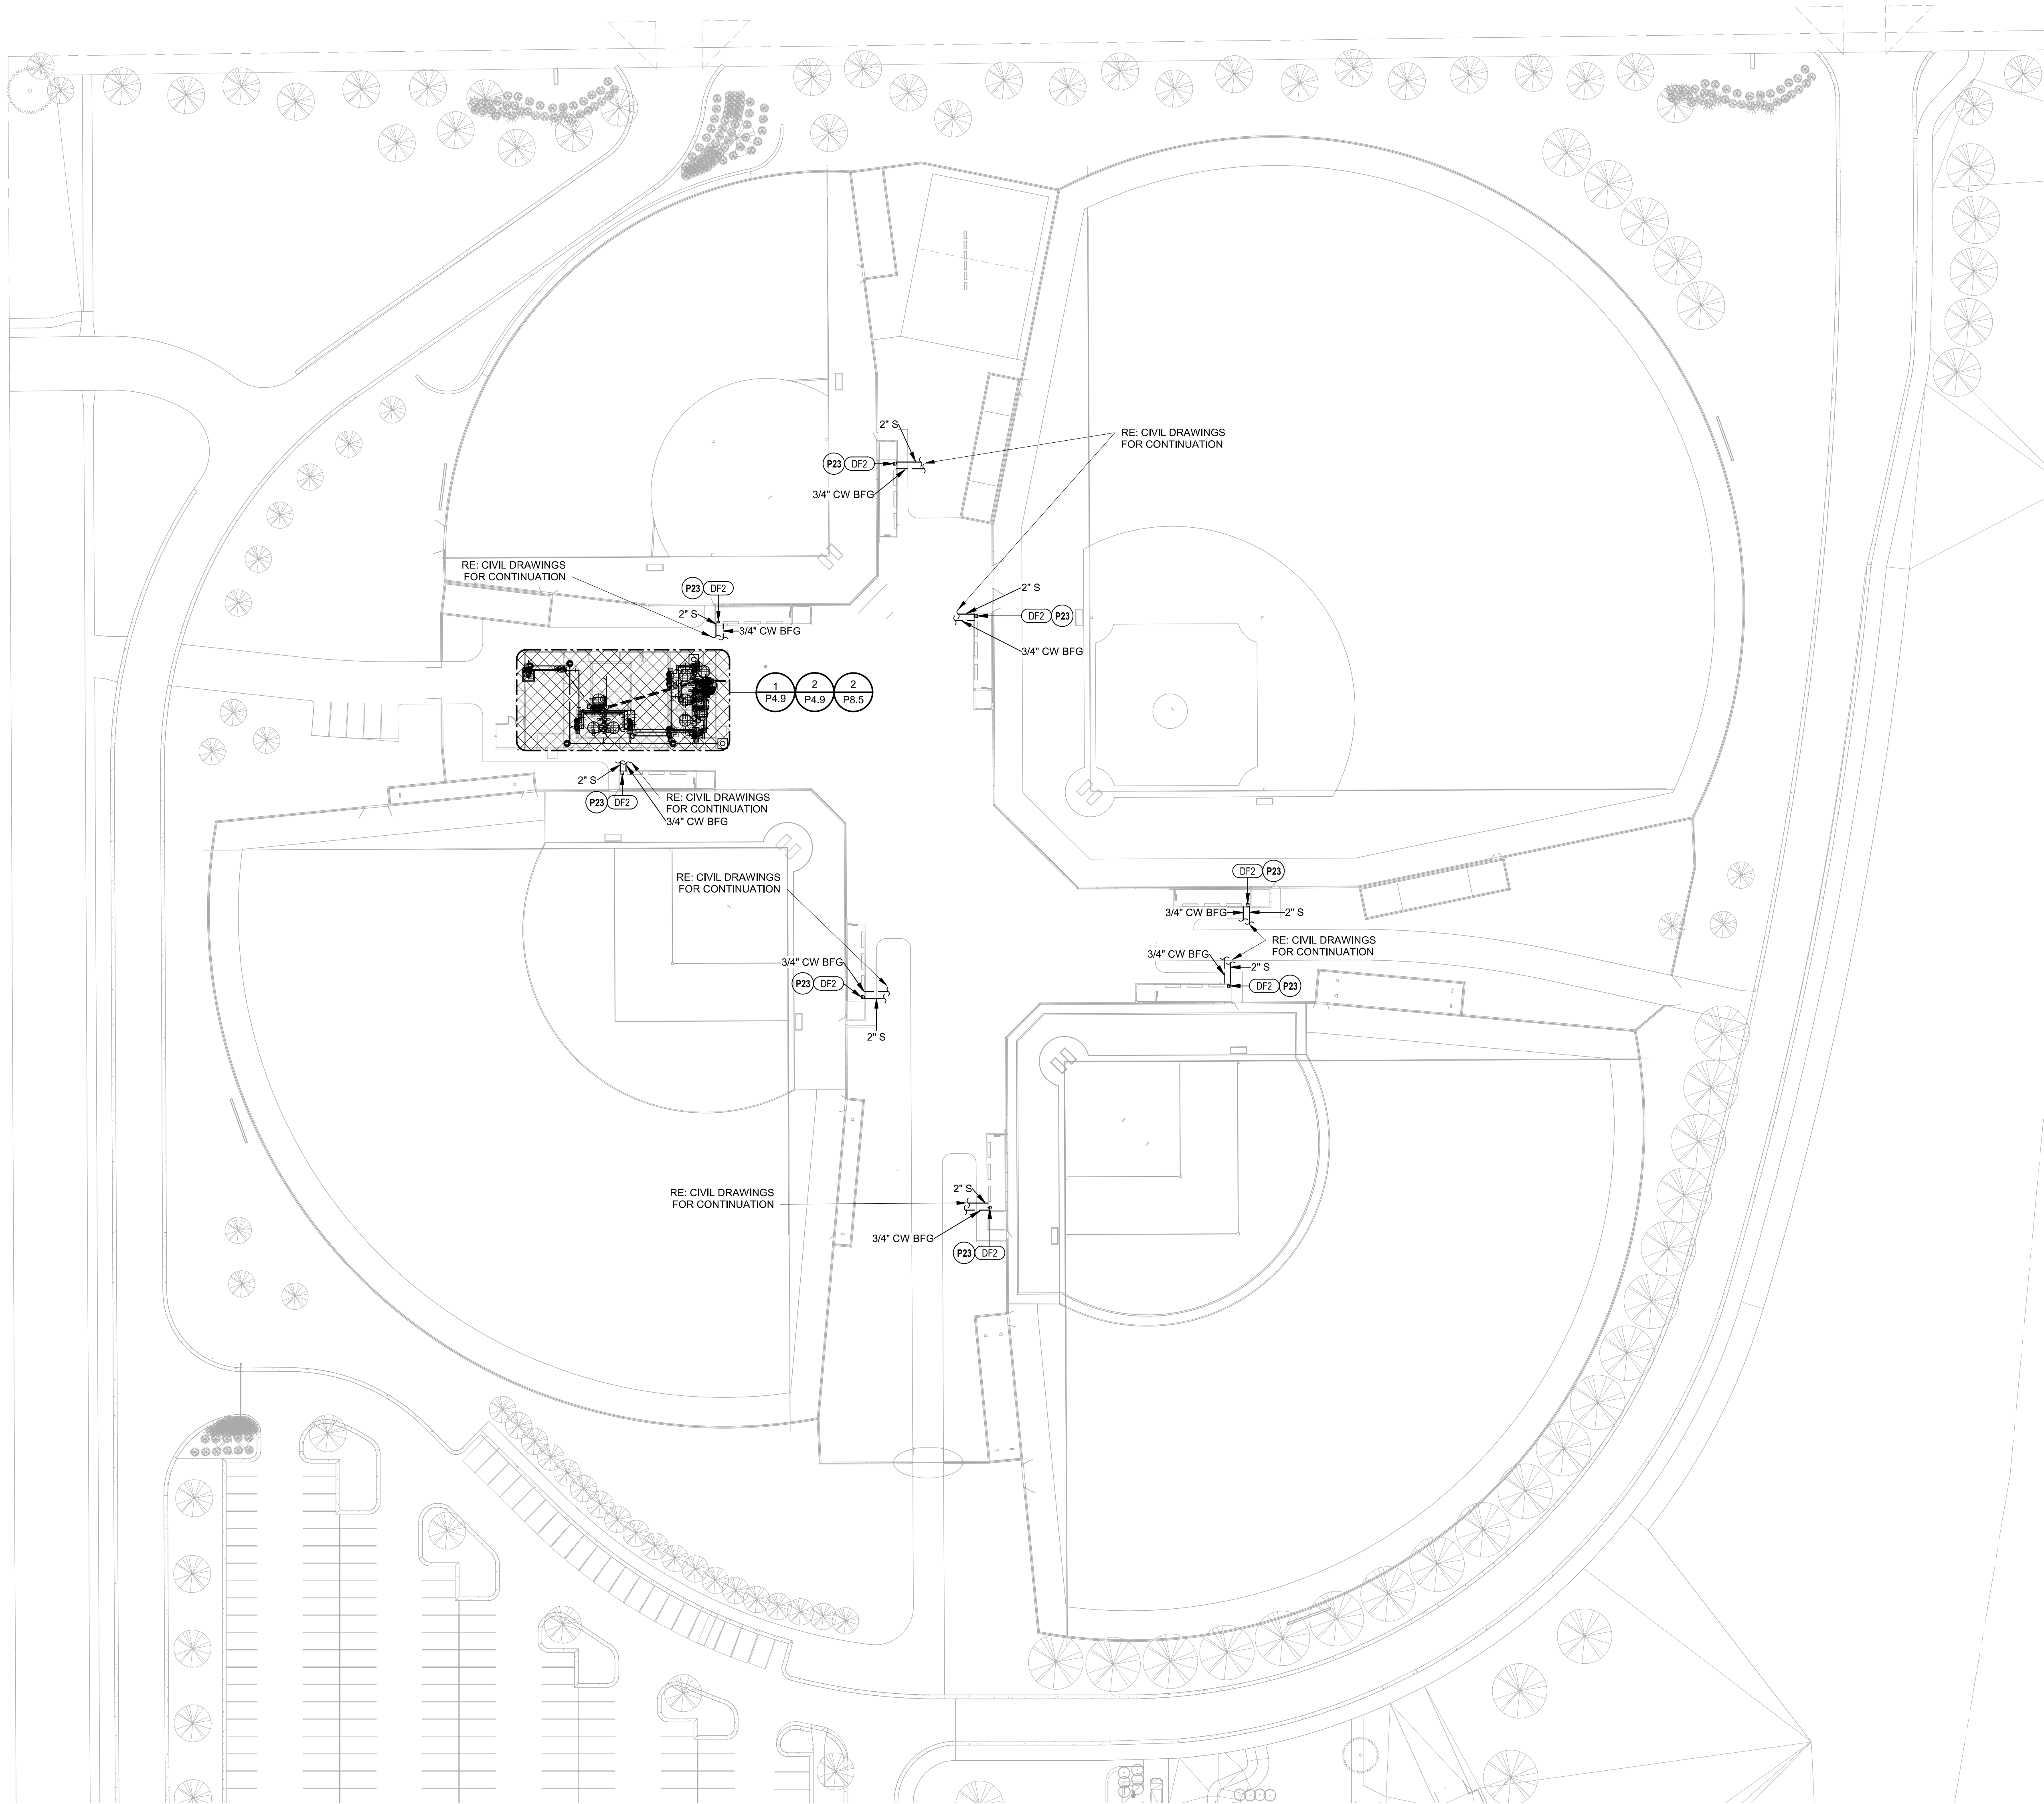 2" S
RE: CIVIL DRAWINGS
FOR CONTINUATION
P23 DF2
3/4" CW BFG
RE: CIVIL DRAWINGS
FOR CONTINUATION
P23 DF2
2" S
3/4" CW BFG
2" S
DF2 P23
3/4" CW BFG
1
P4.9
2
P4.9
2
P8.5
2" S
P23 DF2
RE: CIVIL DRAWINGS
FOR CONTINUATION
3/4" CW BFG
RE: CIVIL DRAWINGS
FOR CONTINUATION
DF2 P23
3/4" CW BFG
2" S
RE: CIVIL DRAWINGS
FOR CONTINUATION
3/4" CW BFG
2" S
DF2 P23
3/4" CW BFG
P23 DF2
2" S
RE: CIVIL DRAWINGS
FOR CONTINUATION
2" S
3/4" CW BFG
P23 DF2